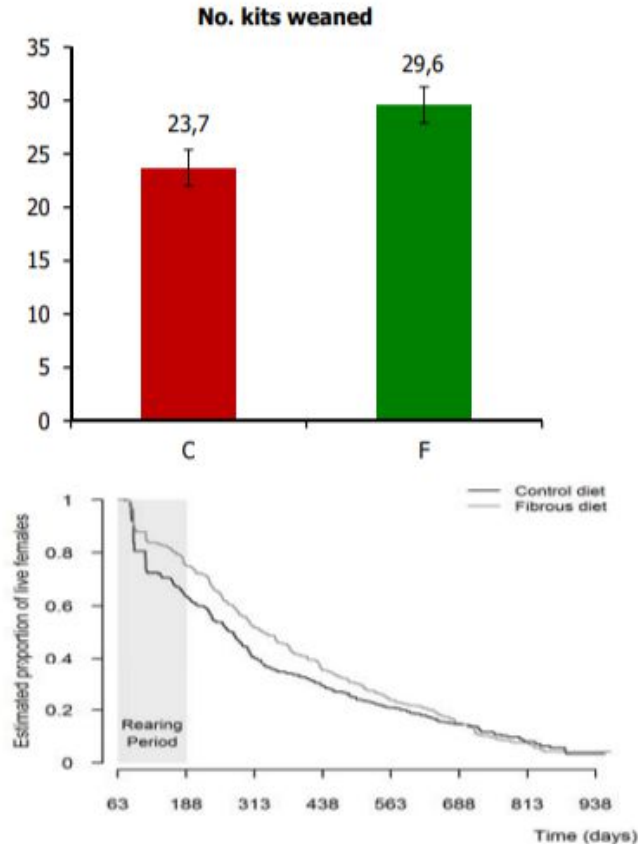 No. kits weaned
29,6
23,7
35
30
25
20
15
10
5
0
C F
Control diet
Fibrous diet
Estimated proportion of live females
1
0.8
0.6
0.4
0.2
0
Rearing
Period
63 188 313 438 563 688 813 938
Time (days)